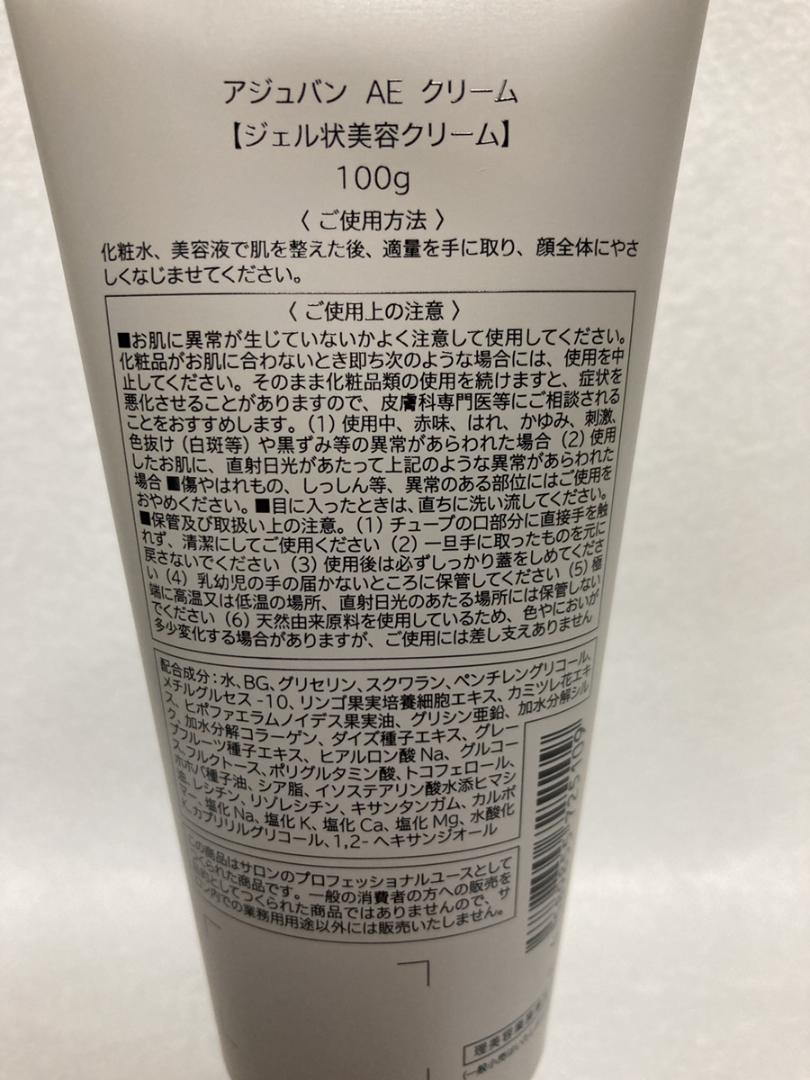 アジュバン AE クリーム
【ジェル状美容クリーム】
100g
〈 ご使用方法 〉
化粧水、美容液で肌を整えた後、適量を手に取り、顔全体にやさ
しくなじませてください。
〈 ご使用上の注意 〉
■お肌に異常が生じていないかよく注意して使用してください。
化粧品がお肌に合わないとき即ち次のような場合には、使用を中
止してください。そのまま化粧品類の使用を続けますと、症状を
悪化させることがありますので、皮膚科専門医等にご相談される
ことをおすすめします。(1) 使用中、赤味、はれ、かゆみ、刺激、
色抜け (白斑等) や黒ずみ等の異常があらわれた場合 (2) 使用
したお肌に、直射日光があたって上記のような異常があらわれた
場合 ■傷やはれもの、しっしん等、異常のある部位にはご使用を
おやめください。■目に入ったときは、直ちに洗い流してください。
■保管及び取扱い上の注意。(1) チューブの口部分に直接手を触
れず、清潔にしてご使用ください (2) 一旦手に取ったものを元に
戻さないでください (3) 使用後は必ずしっかり蓋をしめてくださ
い (4) 乳幼児の手の届かないところに保管してください (5) 極
端に高温又は低温の場所、直射日光のあたる場所には保管しない
でください (6) 天然由来原料を使用しているため、色やにおいが
多少変化する場合がありますが、ご使用には差し支えありません
配合成分：水、BG、グリセリン、スクワラン、ペンチレングリコール、
メチルグルセス -10、リンゴ果実培養細胞エキス、カミツレ花エキ
ス、ヒポファエラムノイデス果実油、グリシン亜鉛、加水分解シル
ク、加水分解コラーゲン、ダイズ種子エキス、グレー
プフルーツ種子エキス、ヒアルロン酸 Na、グルコー
ス、フルクトース、ポリグルタミン酸、トコフェロール、
ホホバ種子油、シア脂、イソステアリン酸水添ヒマシ
油、レシチン、リゾレシチン、キサンタンガム、カルボ
マー、塩化 Na、塩化 K、塩化 Ca、塩化 Mg、水酸化
K、カプリリルグリコール、1,2- ヘキサンジオール
この商品はサロンのプロフェッショナルユースとして
つくられた商品です。一般の消費者の方への販売を
目的としてつくられた商品ではありませんので、サ
ロン内での業務用用途以外には販売いたしません。
理美容業